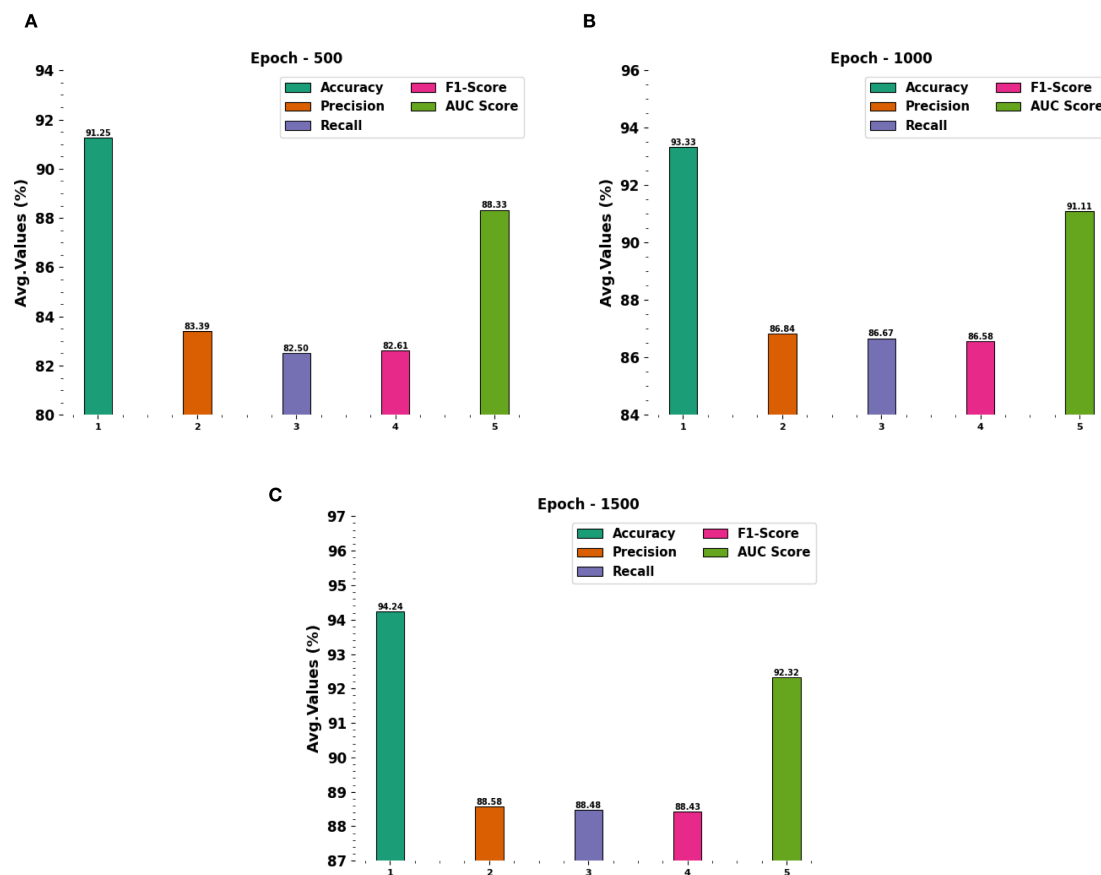 A
Epoch - 500
Accuracy
Precision
Recall
F1-Score
AUC Score
Avg.Values (%)
94
92
90
88
86
84
82
80
91.25
83.39
82.50
82.61
88.33
1 2 3 4 5
B
Epoch - 1000
Accuracy
Precision
Recall
F1-Score
AUC Score
Avg.Values (%)
96
94
92
90
88
86
84
93.33
86.84
86.67
86.58
91.11
1 2 3 4 5
C
Epoch - 1500
Accuracy
Precision
Recall
F1-Score
AUC Score
Avg.Values (%)
97
96
95
94
93
92
91
90
89
88
87
94.24
88.58
88.48
88.43
92.32
1 2 3 4 5